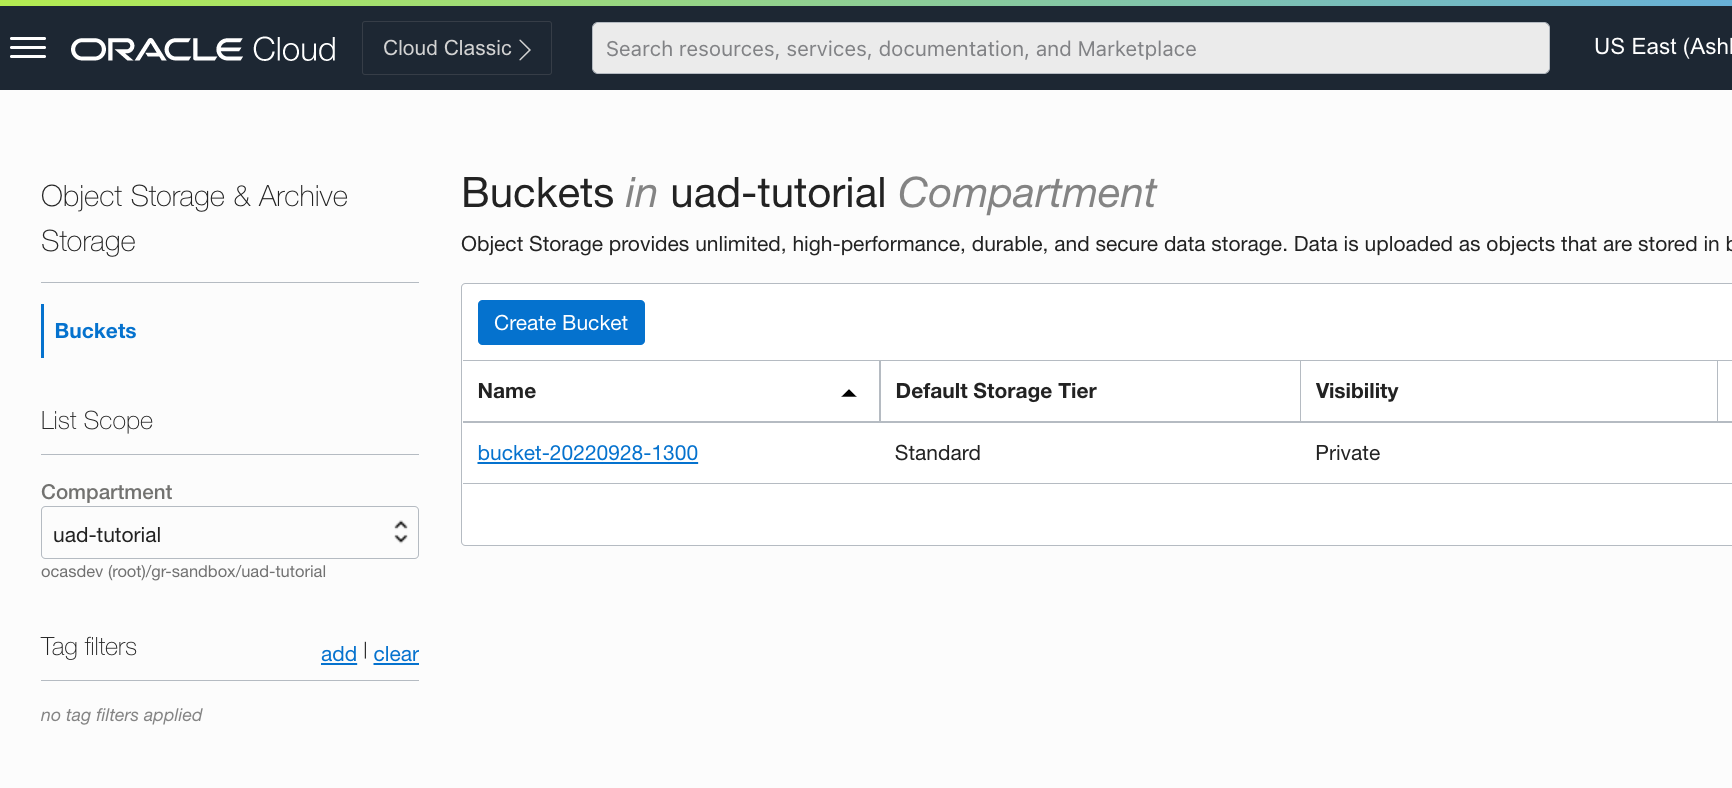 ORACLE Cloud
Cloud Classic
Search resources, services, documentation, and Marketplace
US East (Ash
Object Storage & Archive
Storage
Buckets
List Scope
Compartment
uad-tutorial
ocasdev (root)/gr-sandbox/uad-tutorial
Tag filters
add | clear
no tag filters applied
Buckets in uad-tutorial Compartment
Object Storage provides unlimited, high-performance, durable, and secure data storage. Data is uploaded as objects that are stored in
Create Bucket
Name Default Storage Tier Visibility
bucket-20220928-1300 Standard Private